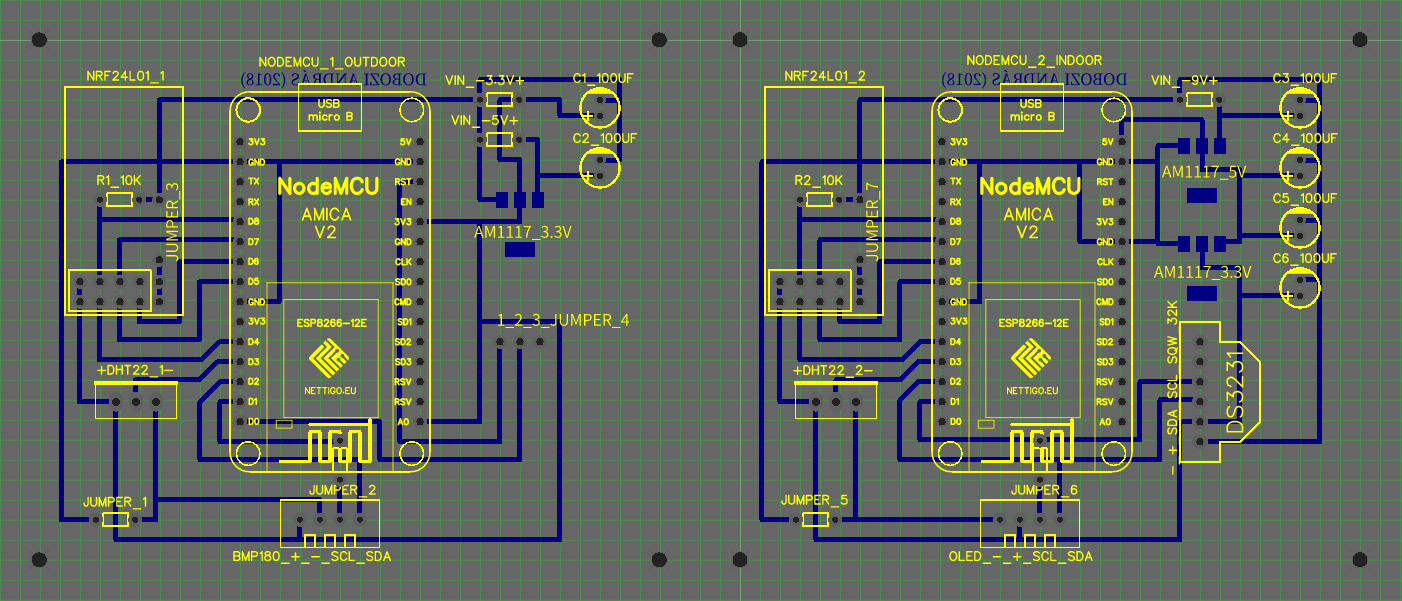 NODEMCU_1_OUTDOOR
DOBOZI ANDRÁS (2018)
NRF24L01_1
USB
micro B
VIN_-3.3V+
C1_100UF
VIN_-5V+
C2_100UF
3V3
GND
TX
RX
D8
D7
D6
D5
GND
3V3
D4
D3
D2
D1
D0
5V
GND
RST
EN
3V3
GND
CLK
SD0
CMD
SD1
SD2
SD3
RSV
RSV
A0
NodeMCU
AMICA
V2
ESP8266-12E
NETTIGO.EU
R1_10K
JUMPER_3
AM1117_3.3V
1_2_3_JUMPER_4
+DHT22_1-
JUMPER_1
JUMPER_2
BMP180_+_-_SCL_SDA
NODEMCU_2_INDOOR
DOBOZI ANDRÁS (2018)
NRF24L01_2
USB
micro B
VIN_-9V+
C3_100UF
C4_100UF
C5_100UF
C6_100UF
3V3
GND
TX
RX
D8
D7
D6
D5
GND
3V3
D4
D3
D2
D1
D0
5V
GND
RST
EN
3V3
GND
CLK
SD0
CMD
SD1
SD2
SD3
RSV
RSV
A0
NodeMCU
AMICA
V2
ESP8266-12E
NETTIGO.EU
R2_10K
JUMPER_7
AM1117_5V
AM1117_3.3V
- + SDA SCL SQW 32K
DS3231
+DHT22_2-
JUMPER_5
JUMPER_6
OLED_-_+_SCL_SDA